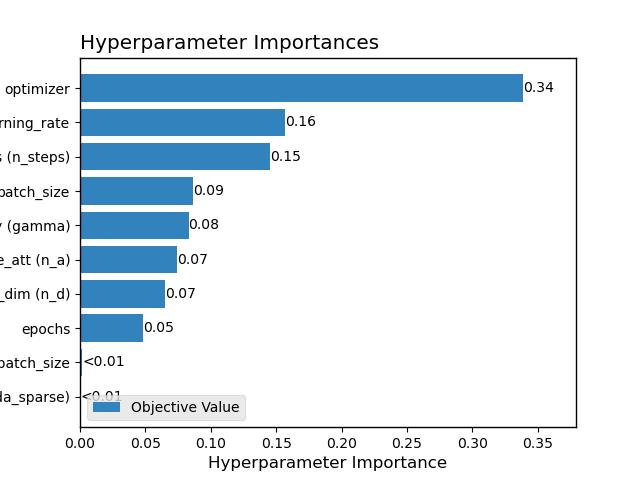 Hyperparameter Importances
optimizer 0.34
rning_rate 0.16
s (n_steps) 0.15
batch_size 0.09
(gamma) 0.08
e_att (n_a) 0.07
_dim (n_d) 0.07
epochs 0.05
batch_size <0.01
da_sparse) <0.01
Objective Value
0.00 0.05 0.10 0.15 0.20 0.25 0.30 0.35
Hyperparameter Importance